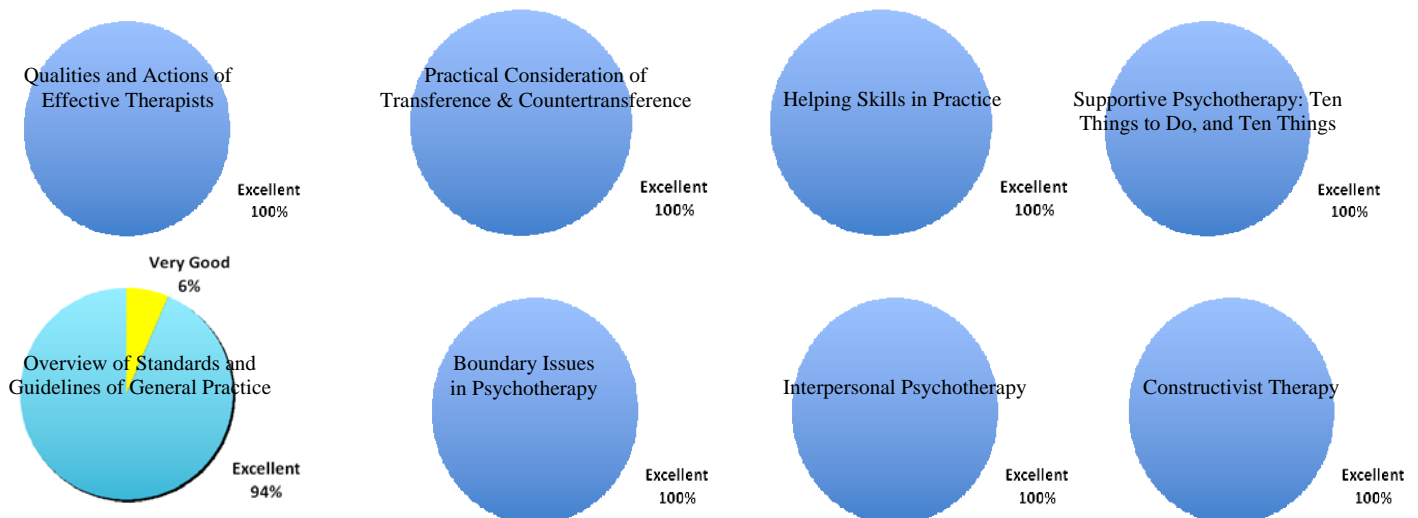 Qualities and Actions of
Effective Therapists
Excellent
100%
Practical Consideration of
Transference & Countertransference
Excellent
100%
Helping Skills in Practice
Excellent
100%
Supportive Psychotherapy: Ten
Things to Do, and Ten Things
Excellent
100%
Very Good
6%
Overview of Standards and
Guidelines of General Practice
Excellent
94%
Boundary Issues
in Psychotherapy
Excellent
100%
Interpersonal Psychotherapy
Excellent
100%
Constructivist Therapy
Excellent
100%